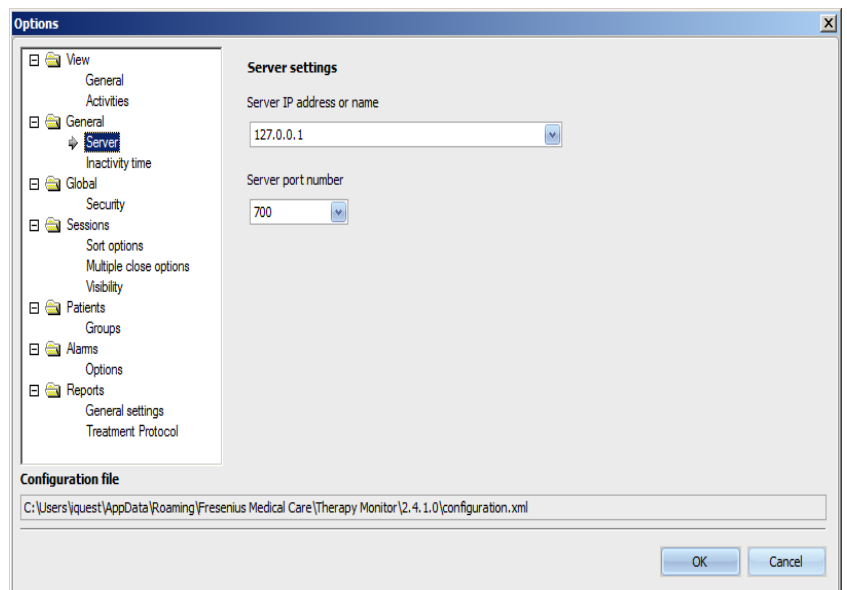 Options
View
General
Activities
General
Server
Inactivity time
Global
Security
Sessions
Sort options
Multiple close options
Visibility
Patients
Groups
Alarms
Options
Reports
General settings
Treatment Protocol
Server settings
Server IP address or name
127.0.0.1
Server port number
700
Configuration file
C:\Users\iquest\AppData\Roaming\Fresenius Medical Care\Therapy Monitor\2.4.1.0\configuration.xml
OK Cancel